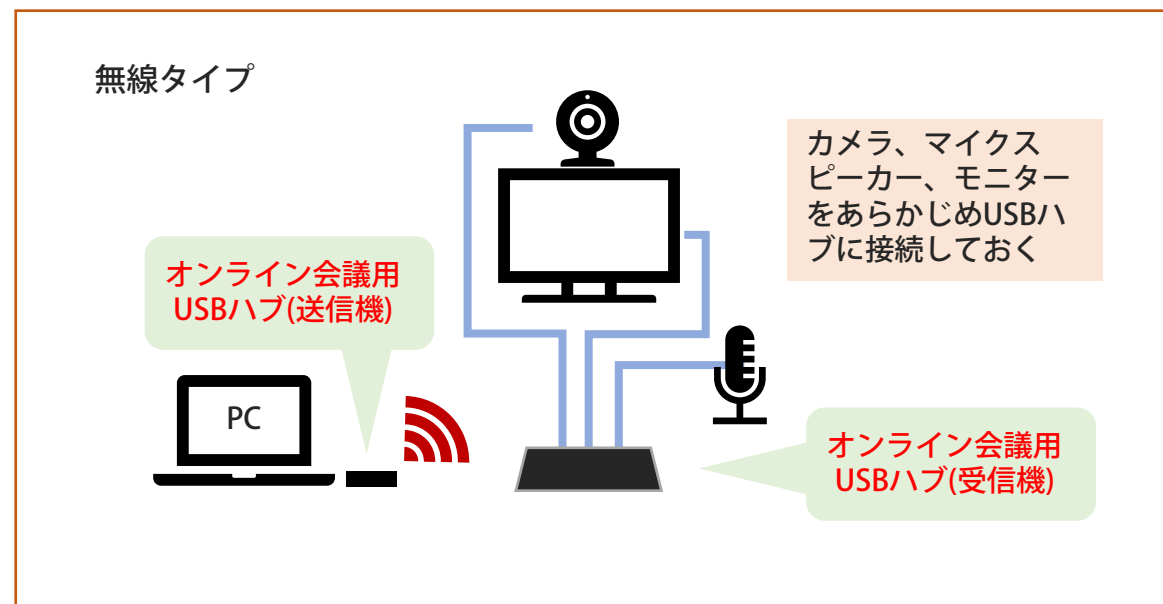 無線タイプ
カメラ、マイクス
ピーカー、モニター
をあらかじめUSBハ
ブに接続しておく
オンライン会議用
USBハブ(送信機)
PC
オンライン会議用
USBハブ(受信機)